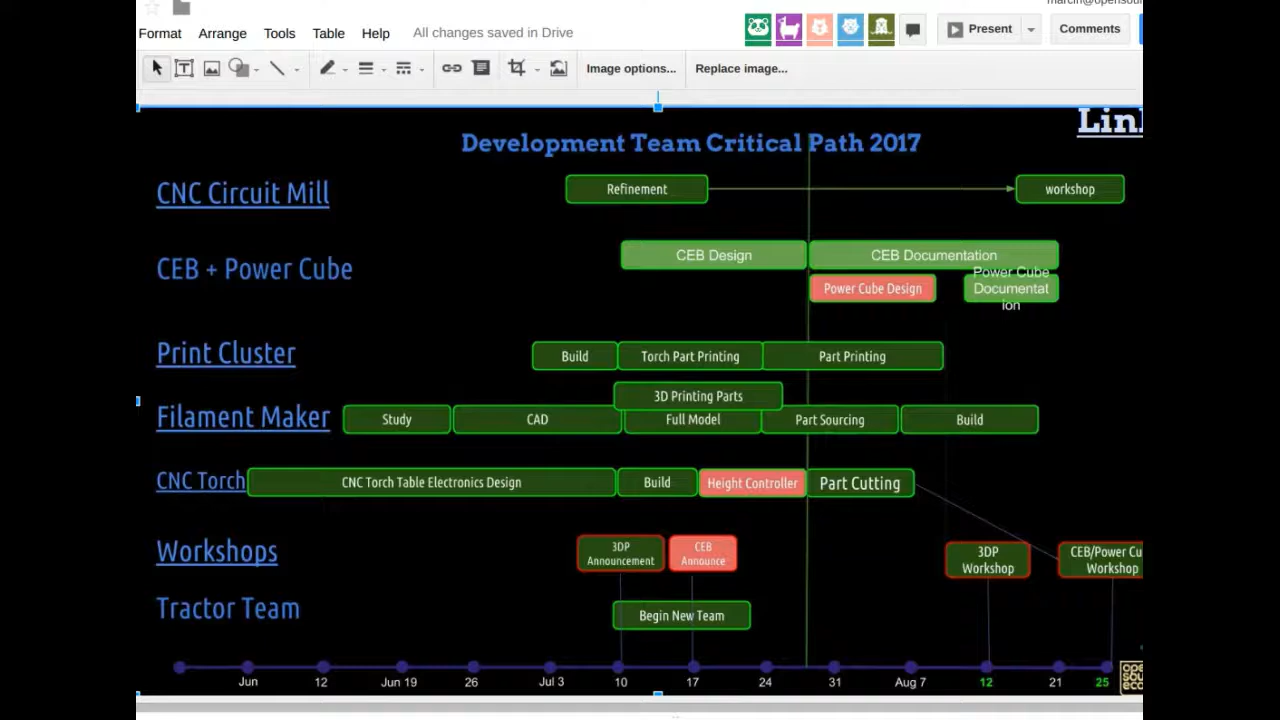 Format Arrange Tools Table Help All changes saved in Drive Present Comments
Image options... Replace image...
Development Team Critical Path 2017
CNC Circuit Mill
Refinement
workshop
CEB + Power Cube
CEB Design
CEB Documentation
Power Cube Design
Power Cube
Documentat
ion
Print Cluster
Build
Torch Part Printing
Part Printing
3D Printing Parts
Filament Maker
Study
CAD
Full Model
Part Sourcing
Build
CNC Torch
CNC Torch Table Electronics Design
Build
Height Controller
Part Cutting
Workshops
3DP
Announcement
CEB
Announce
3DP
Workshop
CEB/Power Cu
Workshop
Tractor Team
Begin New Team
Jun 12 Jun 19 26 Jul 3 10 17 24 31 Aug 7 12 21 25